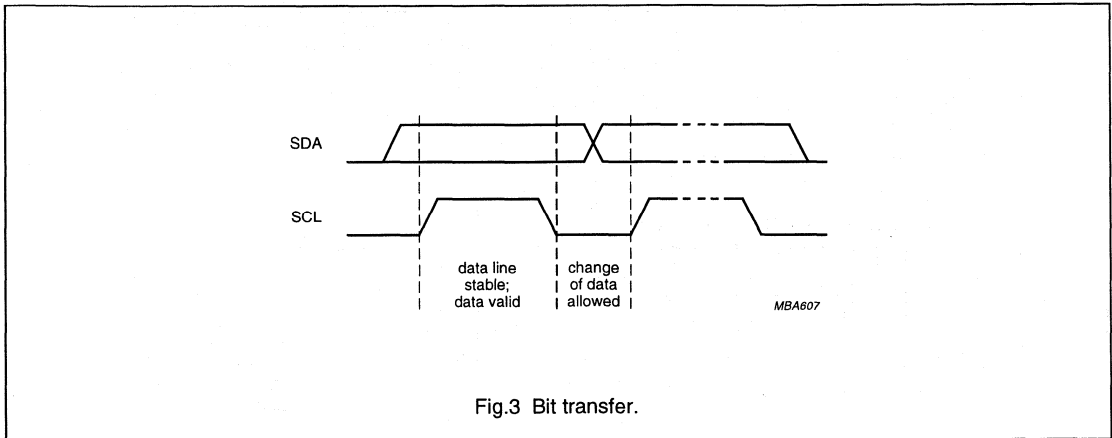 SDA
SCL
data line
stable;
data valid
change
of data
allowed
MBA607
Fig.3 Bit transfer.